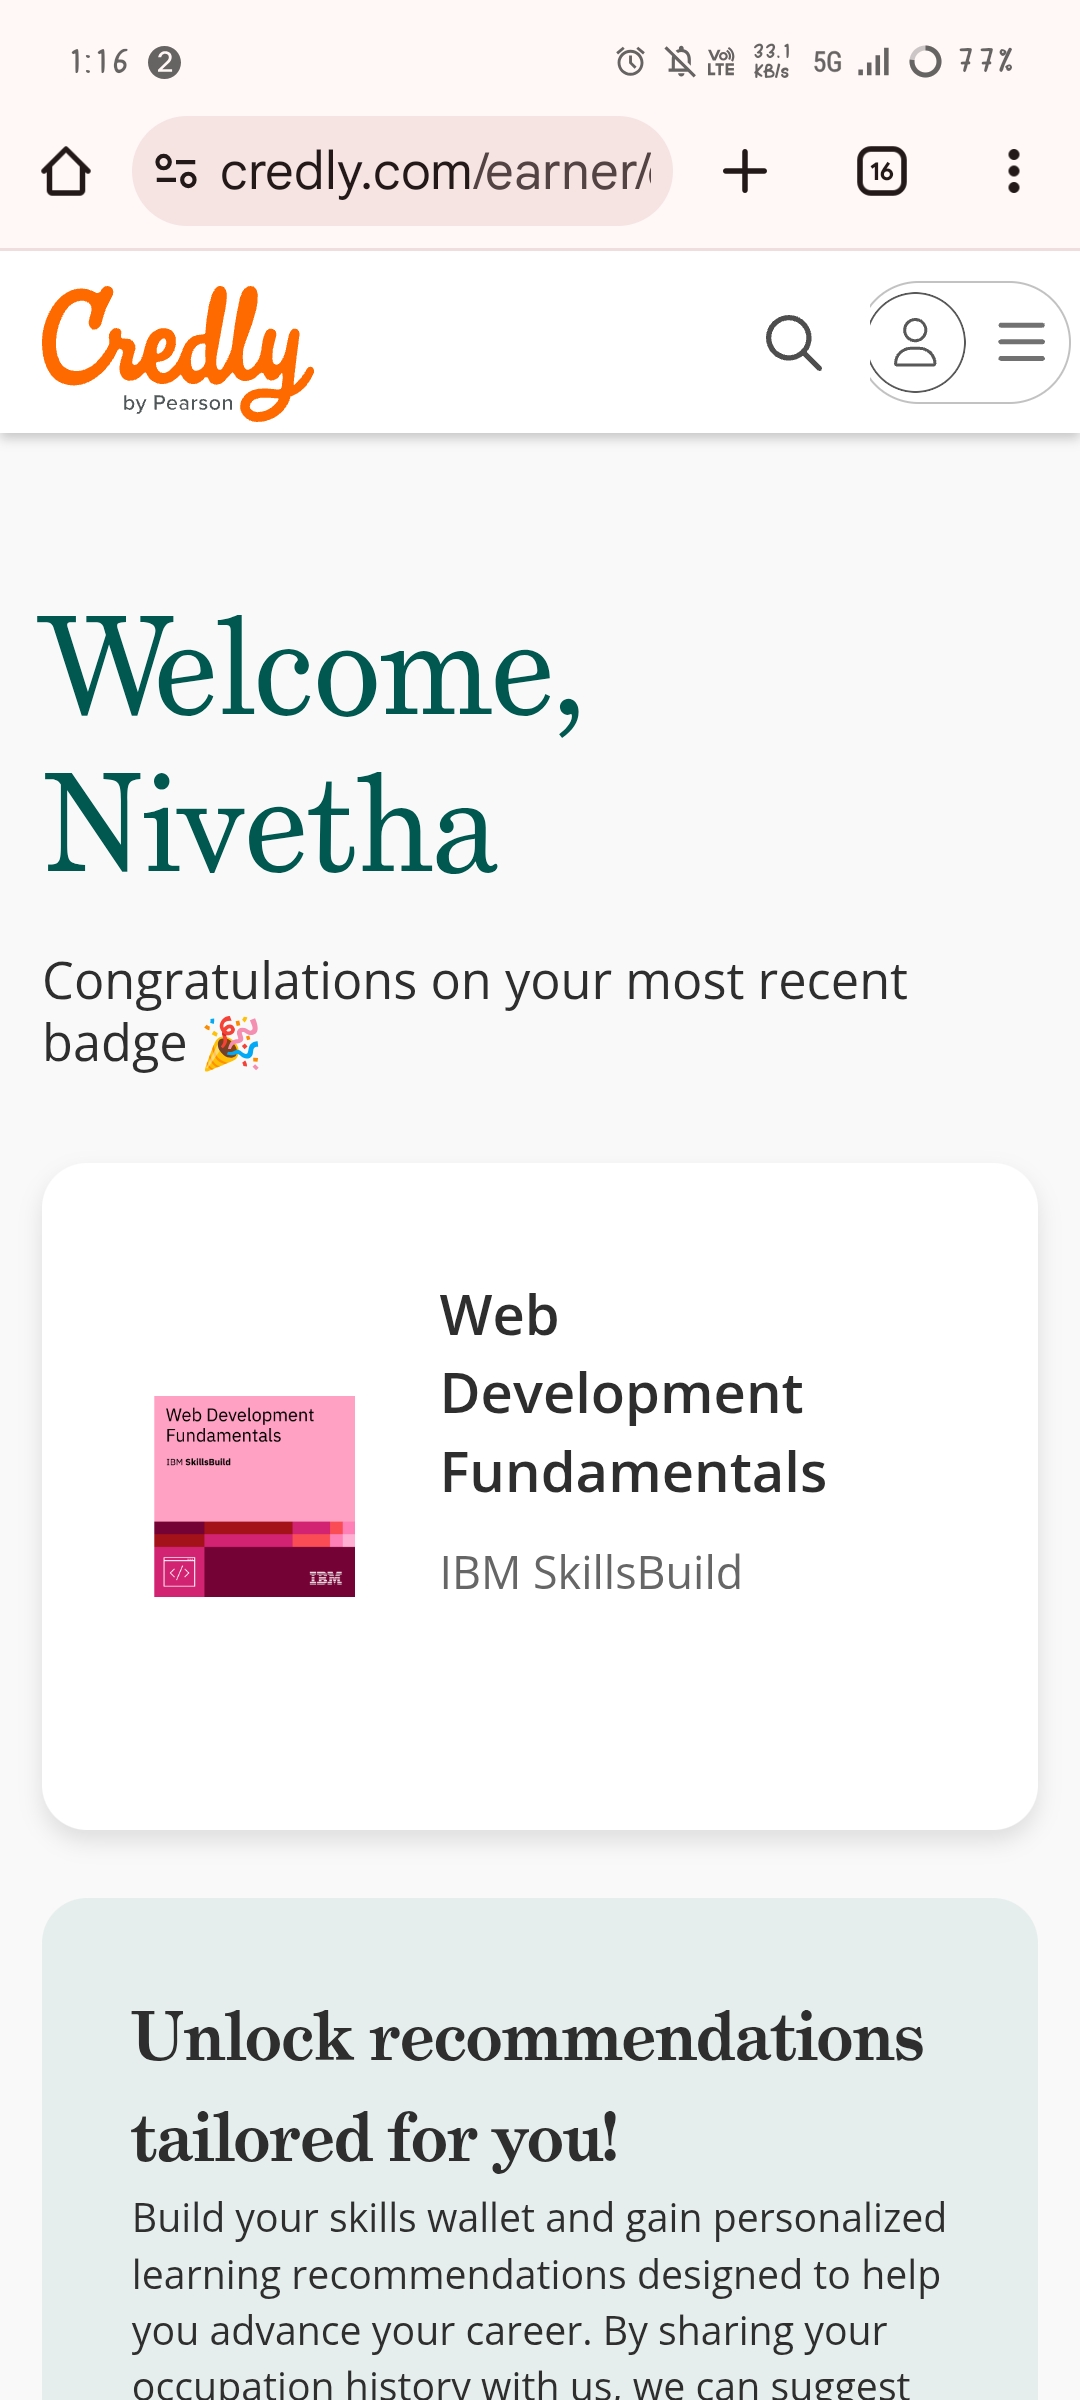 1:16 2 VoLTE 33.1 KB/s 5G 77%
credly.com/earner/ 16
Credly
by Pearson
Welcome,
Nivetha
Congratulations on your most recent
badge 🎉
Web Development
Fundamentals
IBM SkillsBuild
</> IBM
Web
Development
Fundamentals
IBM SkillsBuild
Unlock recommendations
tailored for you!
Build your skills wallet and gain personalized
learning recommendations designed to help
you advance your career. By sharing your
occupation history with us, we can suggest